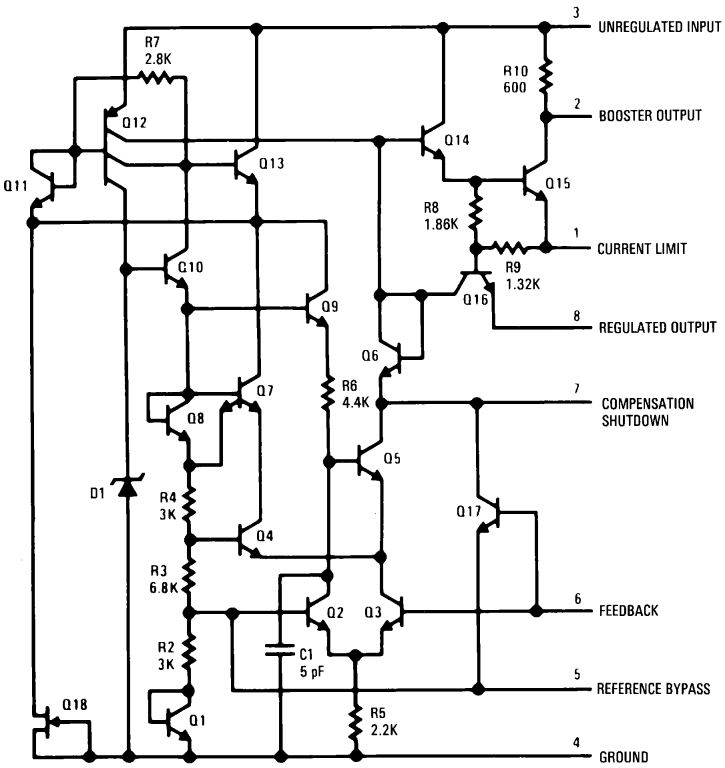 3
UNREGULATED INPUT
R7
2.8K
R10
600
2
BOOSTER OUTPUT
Q12
Q14
Q13
Q15
Q11
R8
1.86K
1
CURRENT LIMIT
R9
1.32K
Q10
Q16
Q9
8
REGULATED OUTPUT
Q6
R6
4.4K
7
COMPENSATION
SHUTDOWN
Q7
Q8
Q5
D1
R4
3K
Q17
Q4
R3
6.8K
6
FEEDBACK
Q2
Q3
R2
3K
C1
5 pF
5
REFERENCE BYPASS
Q18
Q1
R5
2.2K
4
GROUND